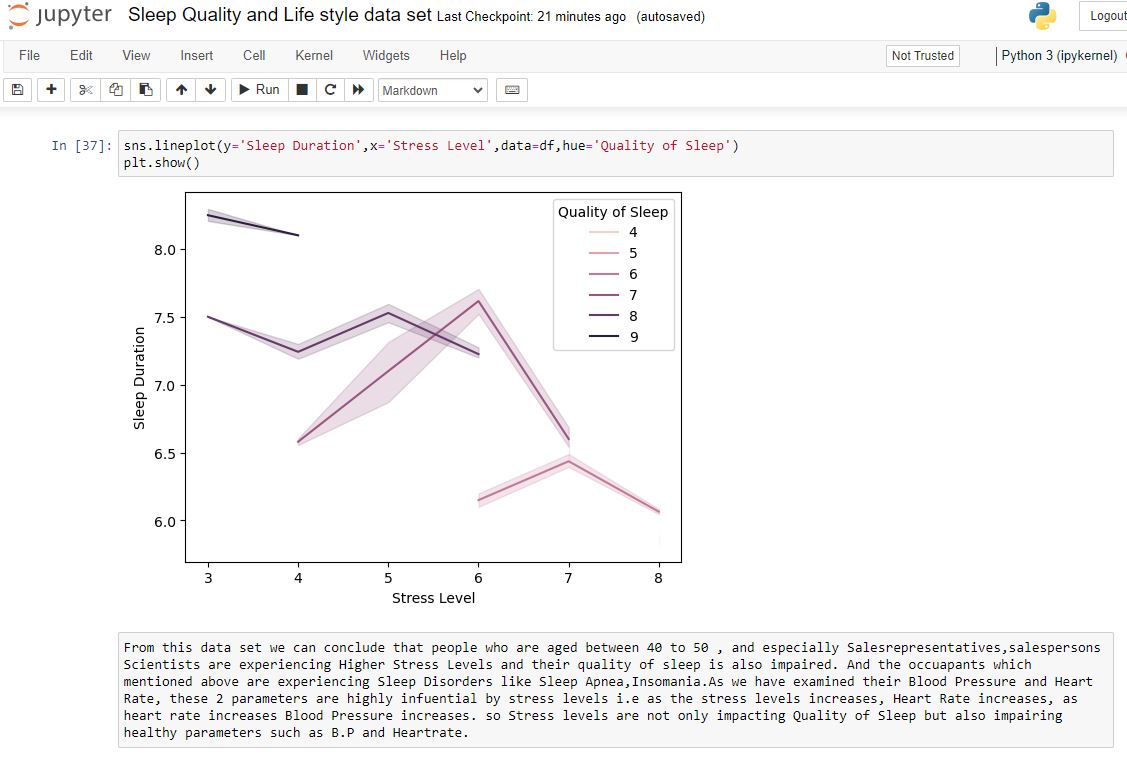 jupyter Sleep Quality and Life style data set Last Checkpoint: 21 minutes ago (autosaved)
Logout
File Edit View Insert Cell Kernel Widgets Help
Not Trusted Python 3 (ipykernel)
Run Markdown
In [37]: sns.lineplot(y='Sleep Duration',x='Stress Level',data=df,hue='Quality of Sleep')
plt.show()
Quality of Sleep
4
5
6
7
8
9
8.0
7.5
7.0
6.5
6.0
Sleep Duration
3 4 5 6 7 8
Stress Level
From this data set we can conclude that people who are aged between 40 to 50 , and especially Salesrepresentatives,salespersons
Scientists are experiencing Higher Stress Levels and their quality of sleep is also impaired. And the occuapants which
mentioned above are experiencing Sleep Disorders like Sleep Apnea,Insomania.As we have examined their Blood Pressure and Heart
Rate, these 2 parameters are highly infuential by stress levels i.e as the stress levels increases, Heart Rate increases, as
heart rate increases Blood Pressure increases. so Stress levels are not only impacting Quality of Sleep but also impairing
healthy parameters such as B.P and Heartrate.